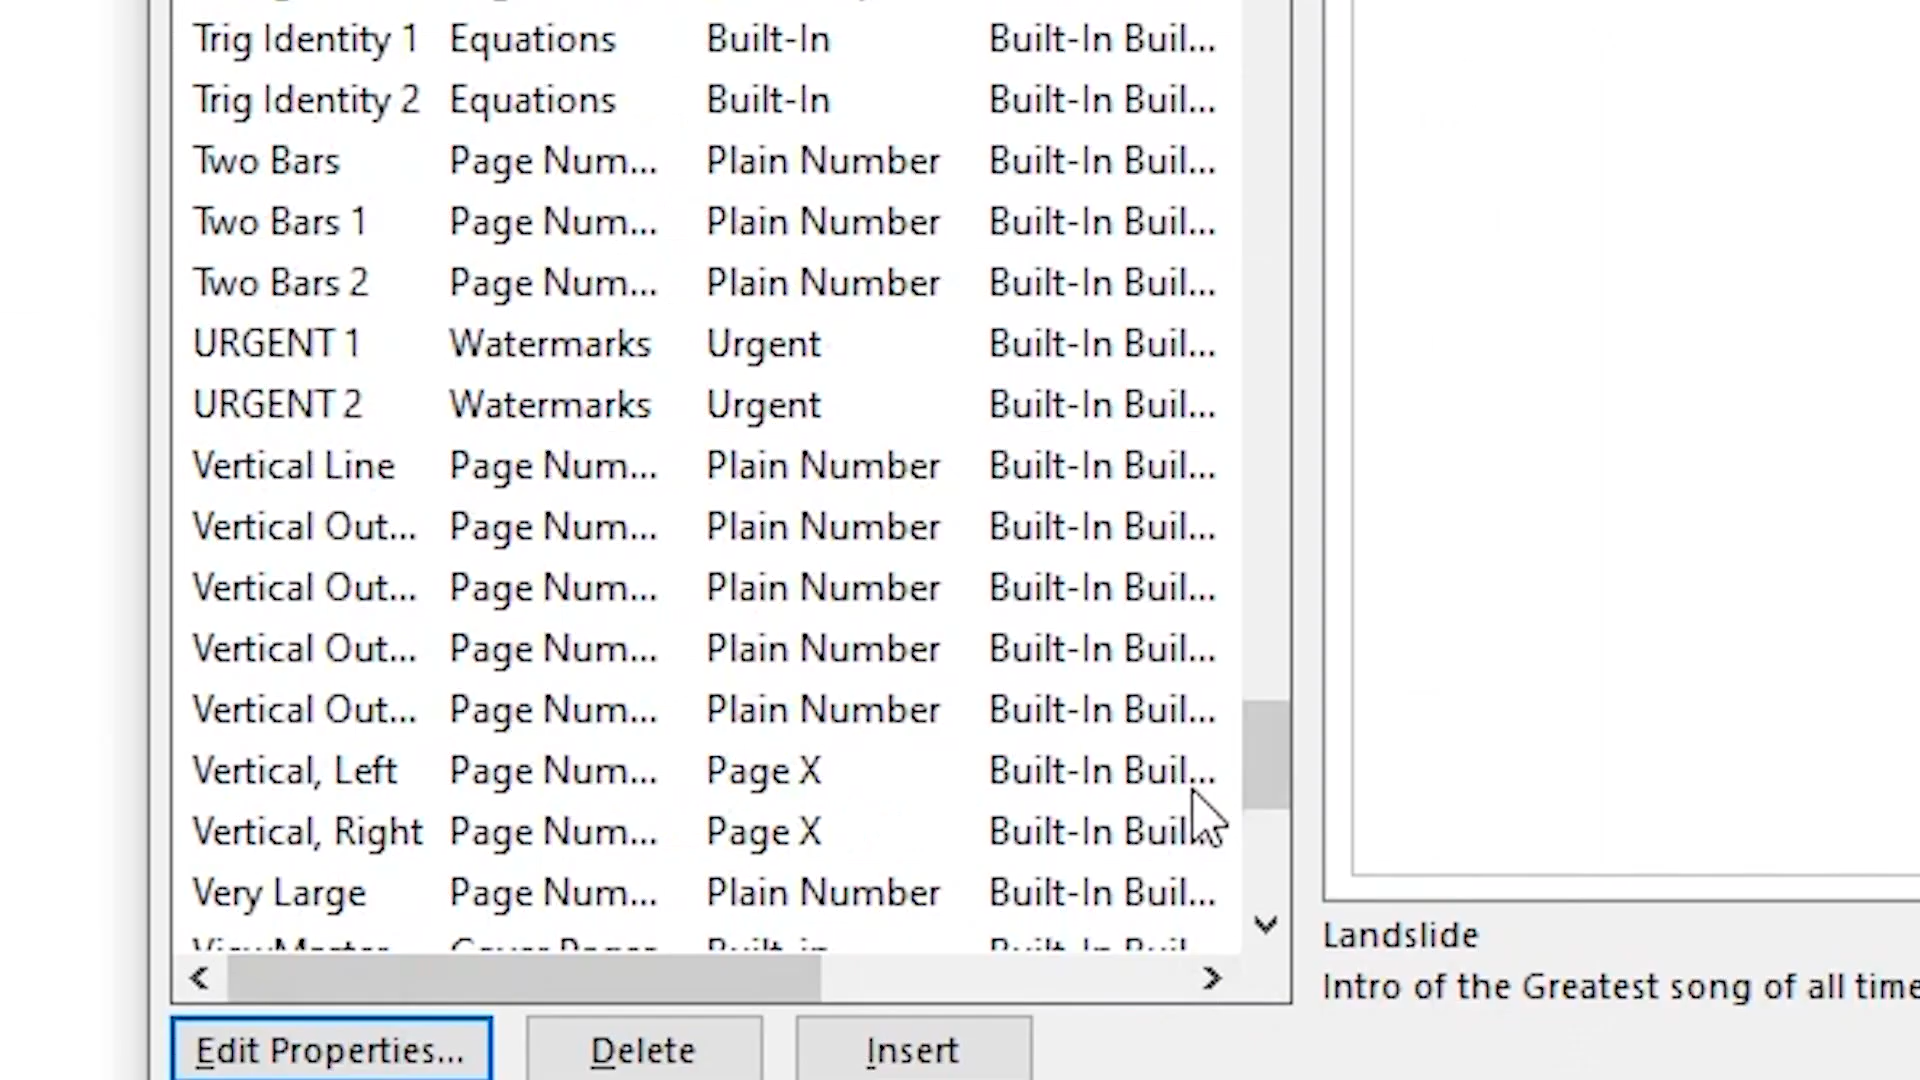 Trig Identity 1 Equations Built-In Built-In Buil...
Trig Identity 2 Equations Built-In Built-In Buil...
Two Bars Page Num... Plain Number Built-In Buil...
Two Bars 1 Page Num... Plain Number Built-In Buil...
Two Bars 2 Page Num... Plain Number Built-In Buil...
URGENT 1 Watermarks Urgent Built-In Buil...
URGENT 2 Watermarks Urgent Built-In Buil...
Vertical Line Page Num... Plain Number Built-In Buil...
Vertical Out... Page Num... Plain Number Built-In Buil...
Vertical Out... Page Num... Plain Number Built-In Buil...
Vertical Out... Page Num... Plain Number Built-In Buil...
Vertical Out... Page Num... Plain Number Built-In Buil...
Vertical, Left Page Num... Page X Built-In Buil...
Vertical, Right Page Num... Page X Built-In Buil...
Very Large Page Num... Plain Number Built-In Buil...
Landslide
Intro of the Greatest song of all time
Edit Properties... Delete Insert